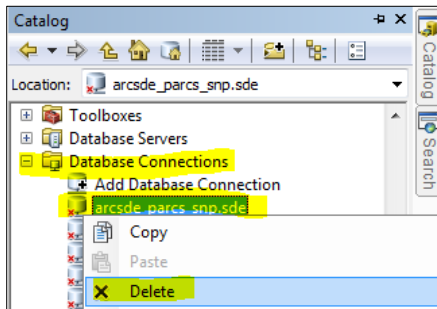 Catalog
Location: arcsde_parcs_snp.sde
Toolboxes
Database Servers
Database Connections
Add Database Connection
arcsde_parcs_snp.sde
Copy
Paste
Delete
Catalog
Search